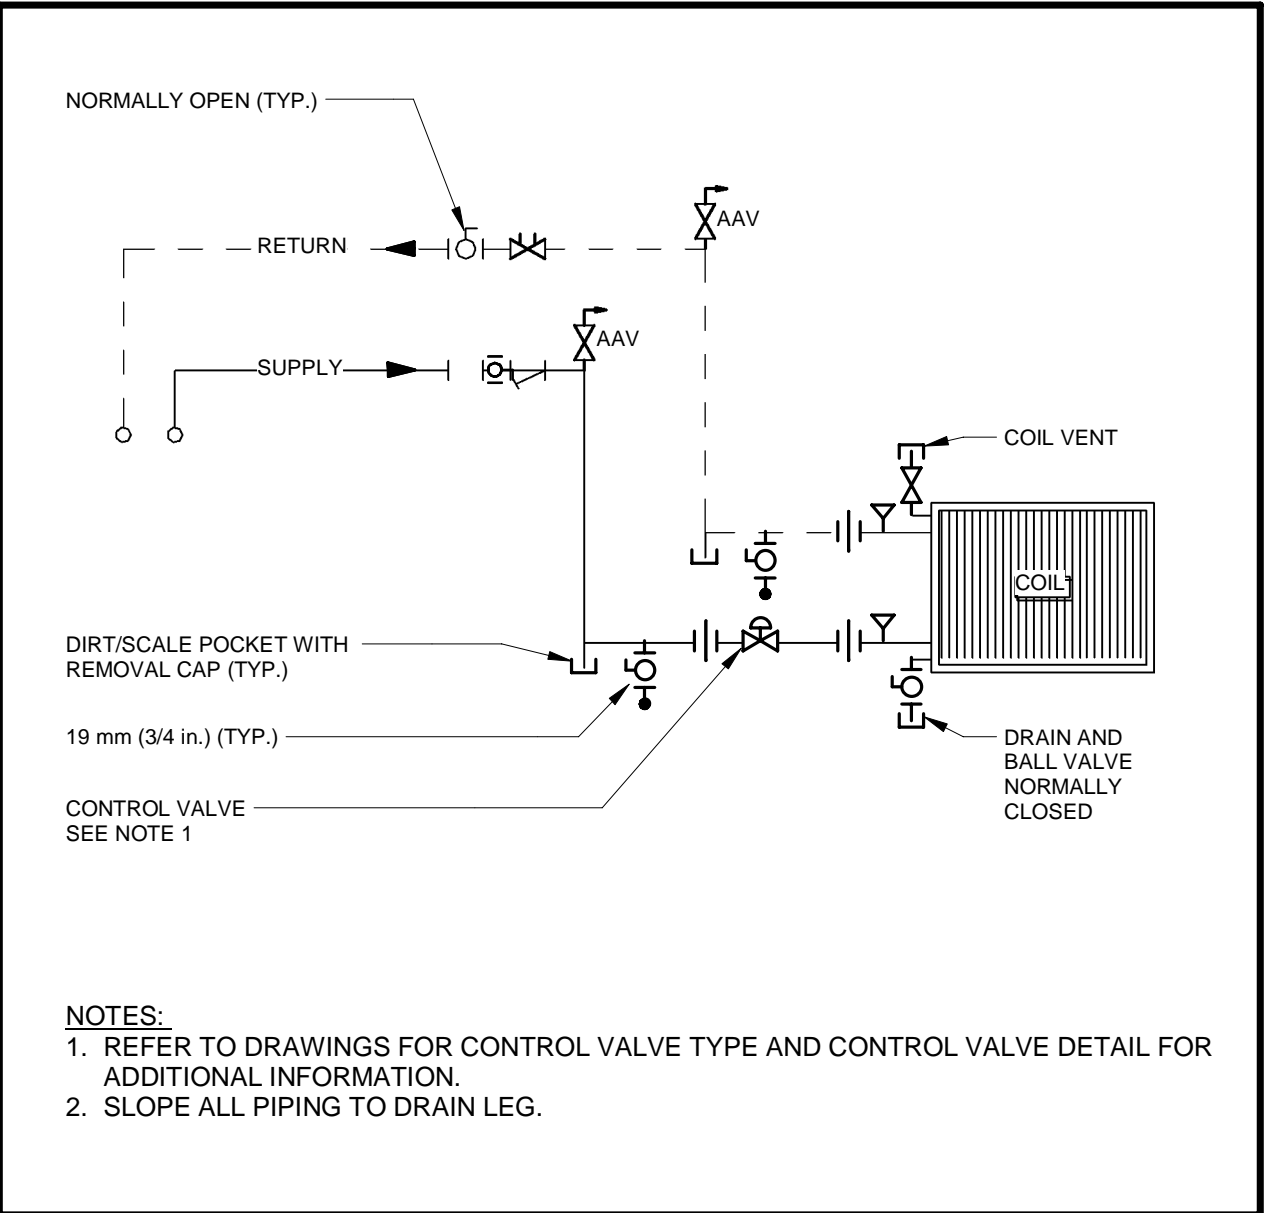 NORMALLY OPEN (TYP.)
AAV
RETURN
AAV
SUPPLY
COIL VENT
COIL
DIRT/SCALE POCKET WITH
REMOVAL CAP (TYP.)
19 mm (3/4 in.) (TYP.)
DRAIN AND
BALL VALVE
NORMALLY
CLOSED
CONTROL VALVE
SEE NOTE 1
NOTES:
1. REFER TO DRAWINGS FOR CONTROL VALVE TYPE AND CONTROL VALVE DETAIL FOR
ADDITIONAL INFORMATION.
2. SLOPE ALL PIPING TO DRAIN LEG.